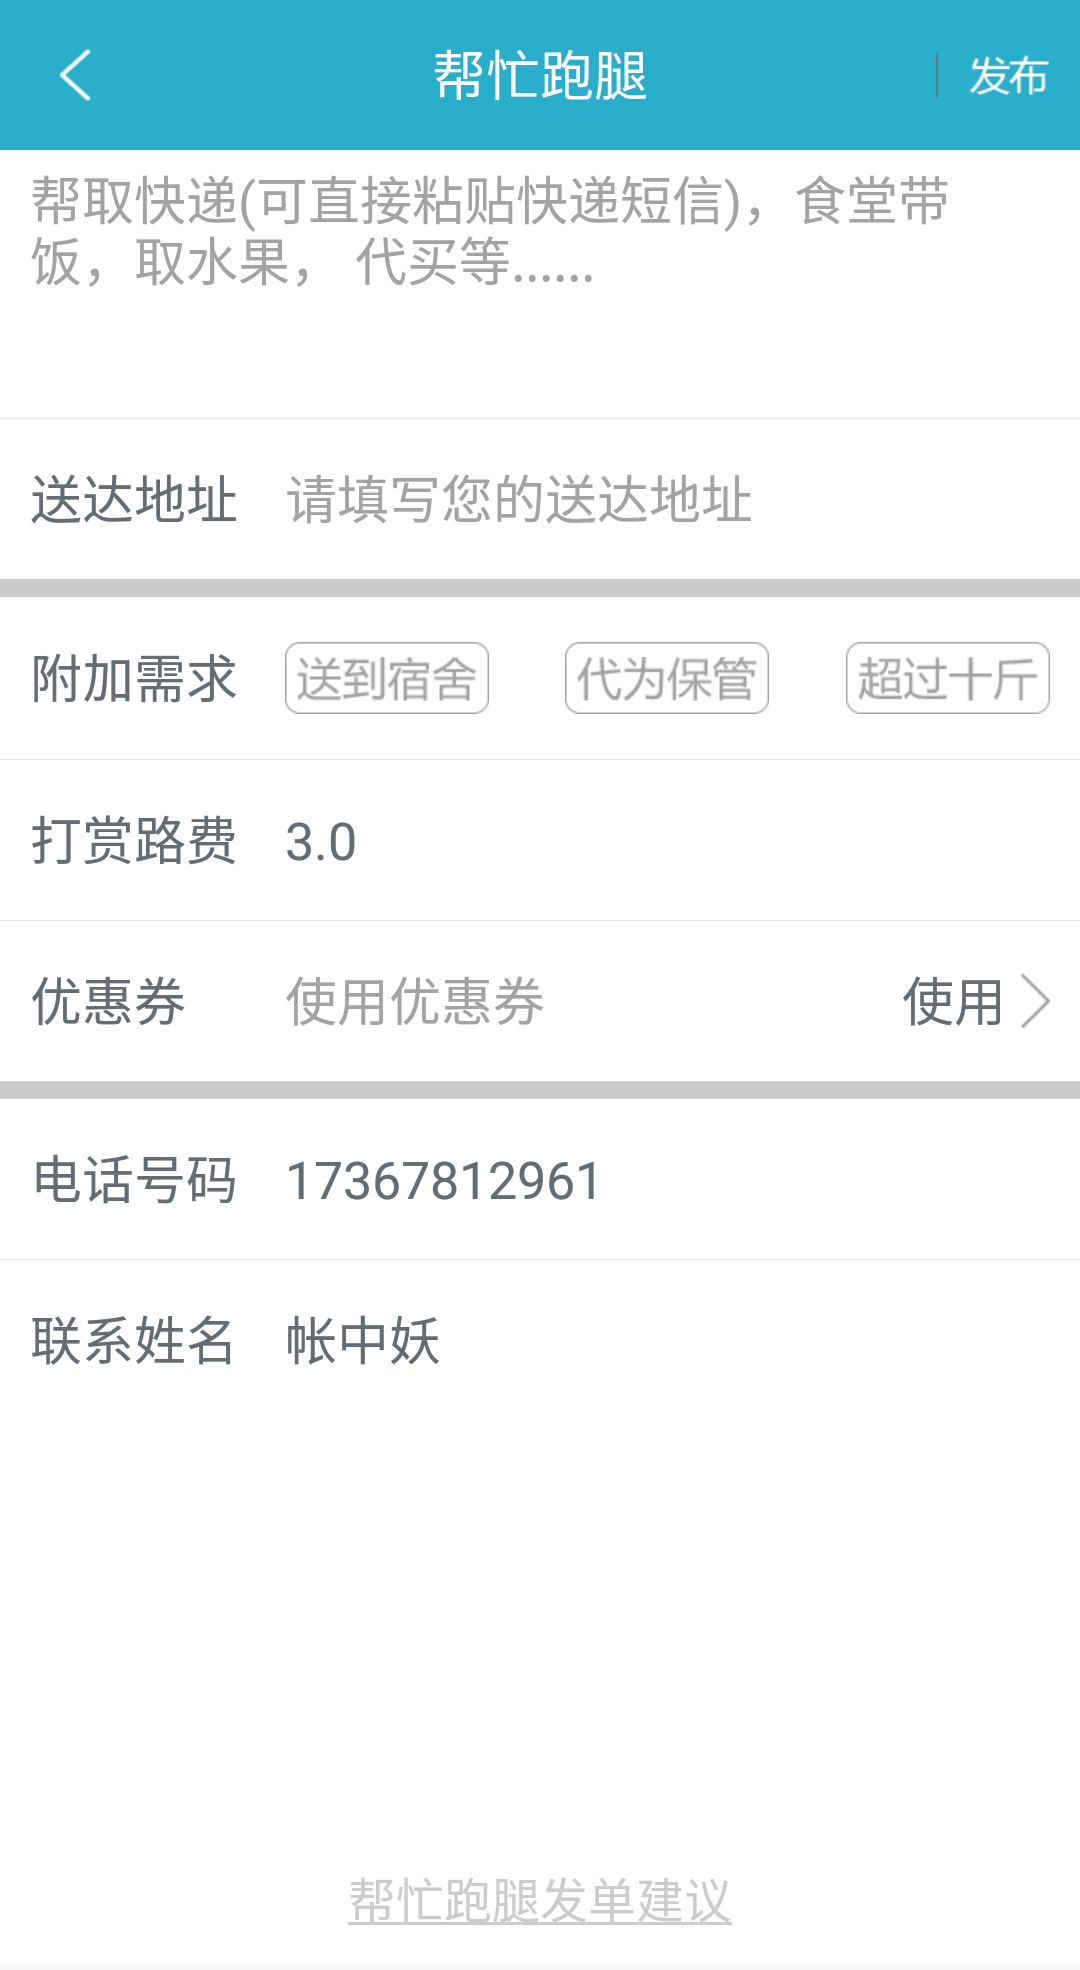 帮忙跑腿
发布
帮取快递(可直接粘贴快递短信)，食堂带
饭，取水果， 代买等......
送达地址 请填写您的送达地址
附加需求 送到宿舍 代为保管 超过十斤
打赏路费 3.0
优惠券 使用优惠券 使用
电话号码 17367812961
联系姓名 帐中妖
帮忙跑腿发单建议